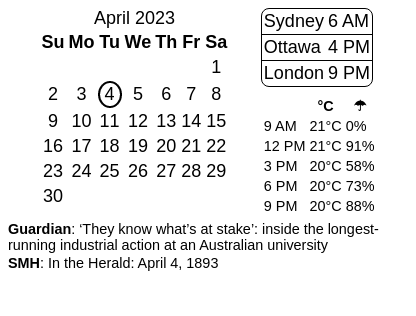 April 2023
Su Mo Tu We Th Fr Sa
1
2 3 4 5 6 7 8
9 10 11 12 13 14 15
16 17 18 19 20 21 22
23 24 25 26 27 28 29
30
Sydney 6 AM
Ottawa 4 PM
London 9 PM
°C ☂
9 AM 21°C 0%
12 PM 21°C 91%
3 PM 20°C 58%
6 PM 20°C 73%
9 PM 20°C 88%
Guardian: ‘They know what’s at stake’: inside the longest-
running industrial action at an Australian university
SMH: In the Herald: April 4, 1893